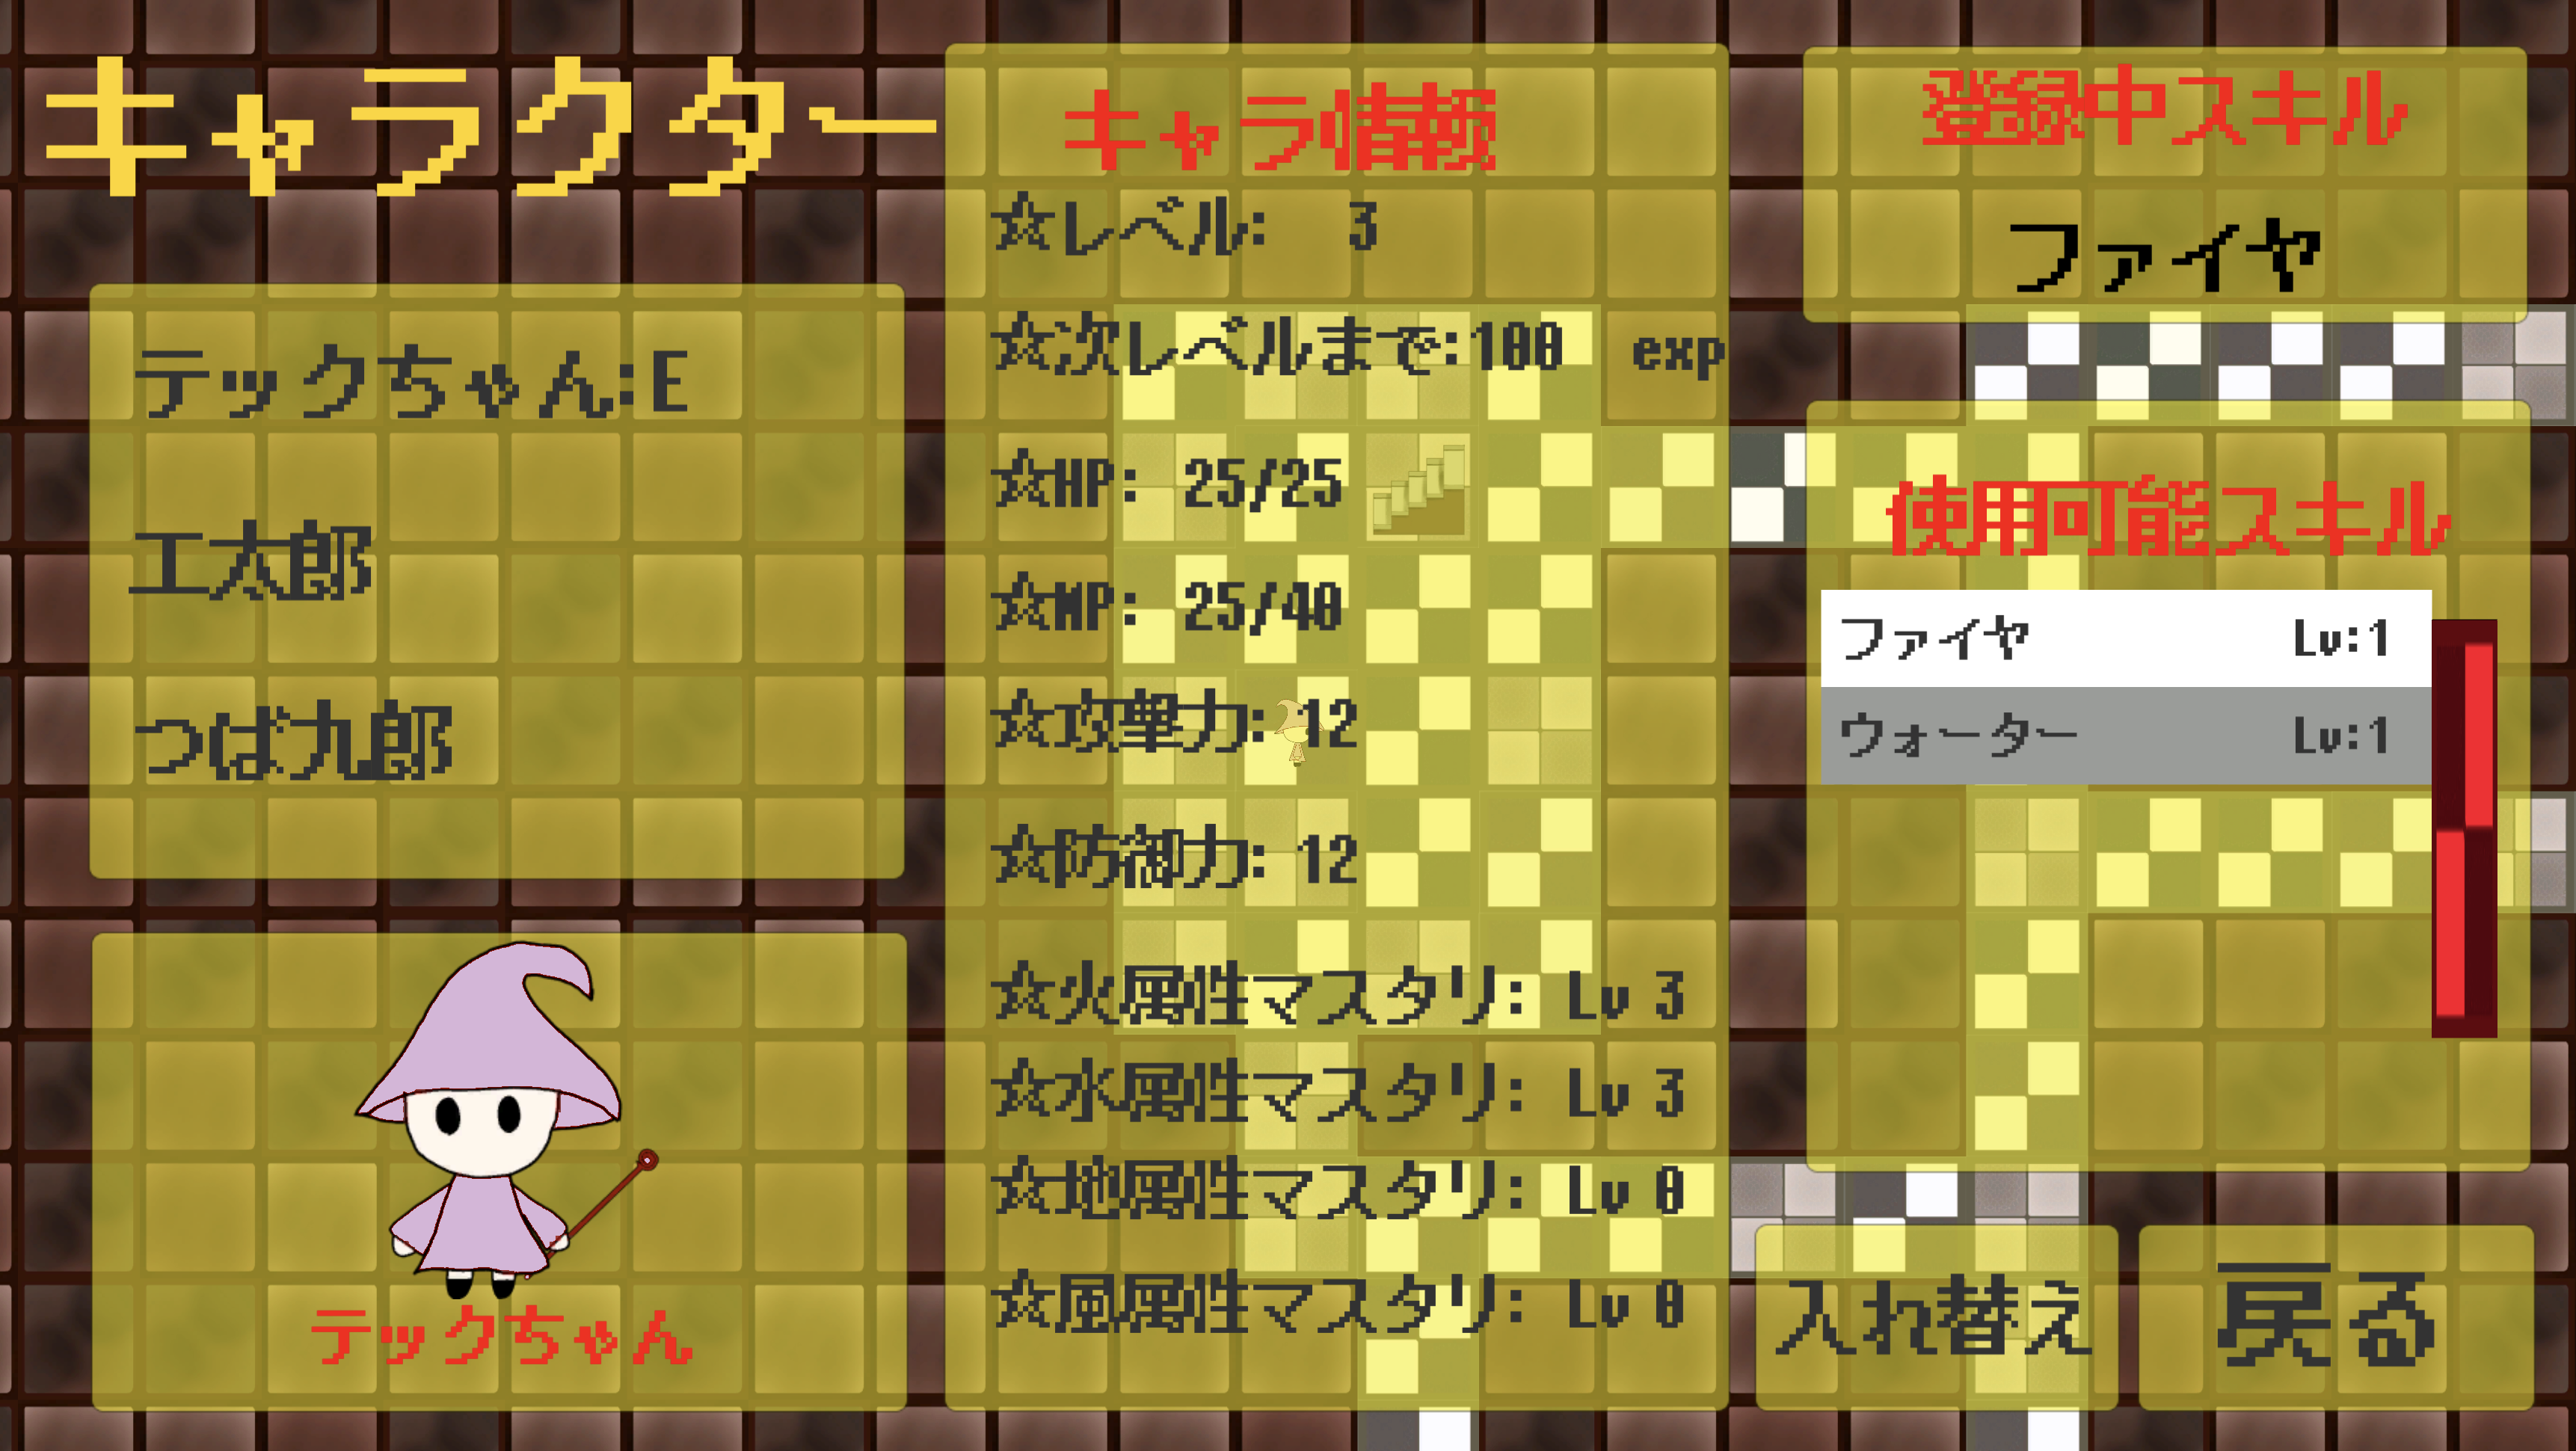 キャラクター
テックちゃん:E
工太郎
つば九郎
テックちゃん
キャラ情報
☆レベル: 3
☆次レベルまで:100 exp
☆HP: 25/25
☆MP: 25/40
☆攻撃力: 12
☆防御力: 12
☆火属性マスタリ: Lv 3
☆水属性マスタリ: Lv 3
☆地属性マスタリ: Lv 0
☆風属性マスタリ: Lv 0
登録中スキル
ファイヤ
使用可能スキル
ファイヤ Lv:1
ウォーター Lv:1
入れ替え
戻る